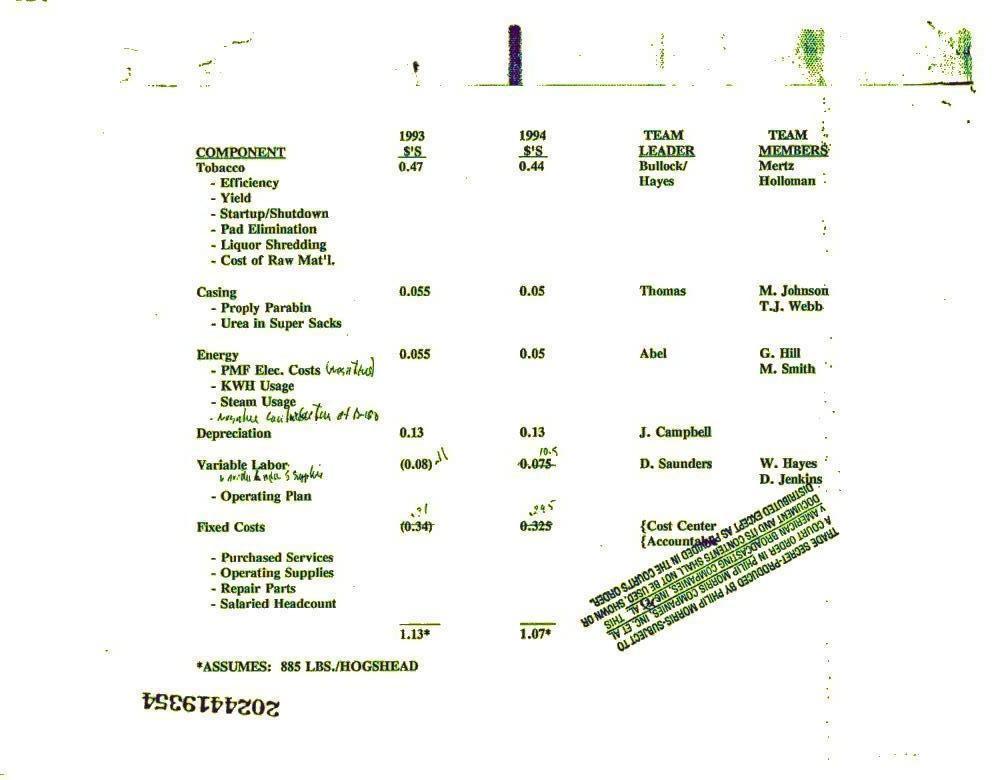 1993 1994 TEAM TEAM
COMPONENT $'S $'S LEADER MEMBERS
Tobacco 0.47 0.44 Bullock/ Mertz
- Efficiency Hayes Holloman
- Yield
- Startup/Shutdown
- Pad Elimination
- Liquor Shredding
- Cost of Raw Mat'l.
Casing 0.055 0.05 Thomas M. Johnson
- Proply Parabin T.J. Webb
- Urea in Super Sacks
Energy 0.055 0.05 Abel G. Hill
- PMF Elec. Costs M. Smith
- KWH Usage
- Steam Usage
Depreciation 0.13 0.13 J. Campbell
10.5
Variable Labor (0.08) .11 0.075 D. Saunders W. Hayes
D. Jenkins
- Operating Plan
.31 .295
Fixed Costs (0.34) 0.325 {Cost Center
{Accountable
- Purchased Services
- Operating Supplies
- Repair Parts
- Salaried Headcount
1.13* 1.07*
TRADE SECRET-PRODUCED BY PHILIP MORRIS-SUBJECT TO
A COURT ORDER IN PHILIP MORRIS COMPANIES, INC. ET AL
V AMERICAN BROADCASTING COMPANIES, INC. ET AL. THIS
DOCUMENT AND ITS CONTENTS SHALL NOT BE USED, SHOWN OR
DISTRIBUTED EXCEPT AS PROVIDED IN THE COURT'S ORDER.
*ASSUMES: 885 LBS./HOGSHEAD
2024419354